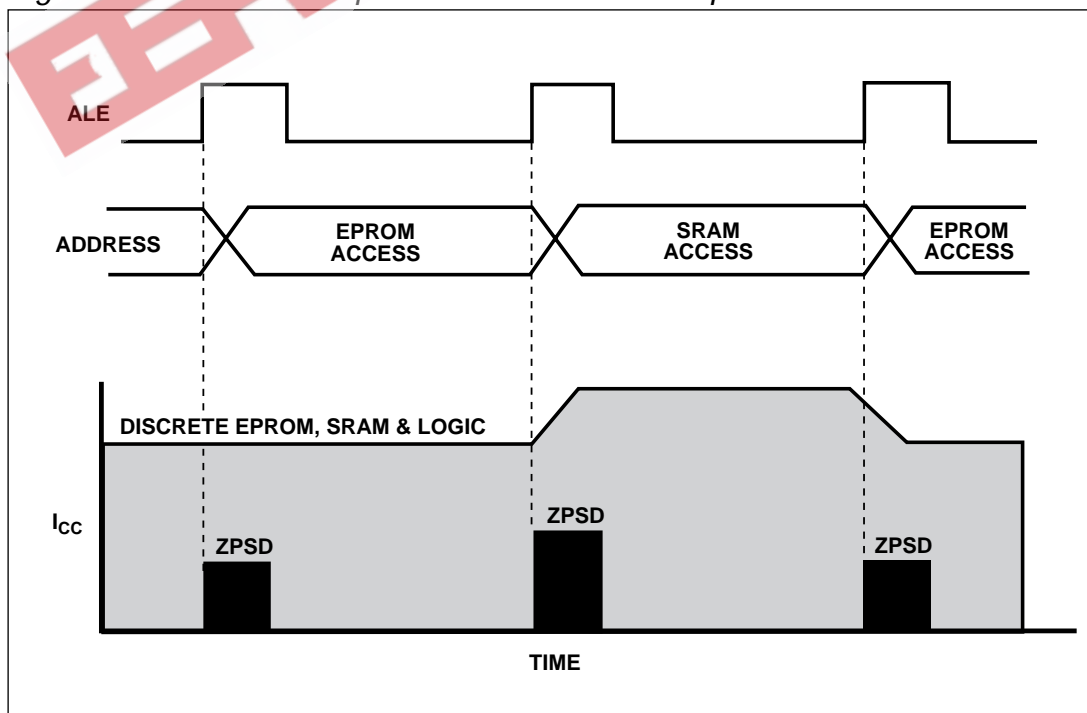 ALE
ADDRESS
EPROM
ACCESS
SRAM
ACCESS
EPROM
ACCESS
DISCRETE EPROM, SRAM & LOGIC
ICC
ZPSD
ZPSD
ZPSD
TIME